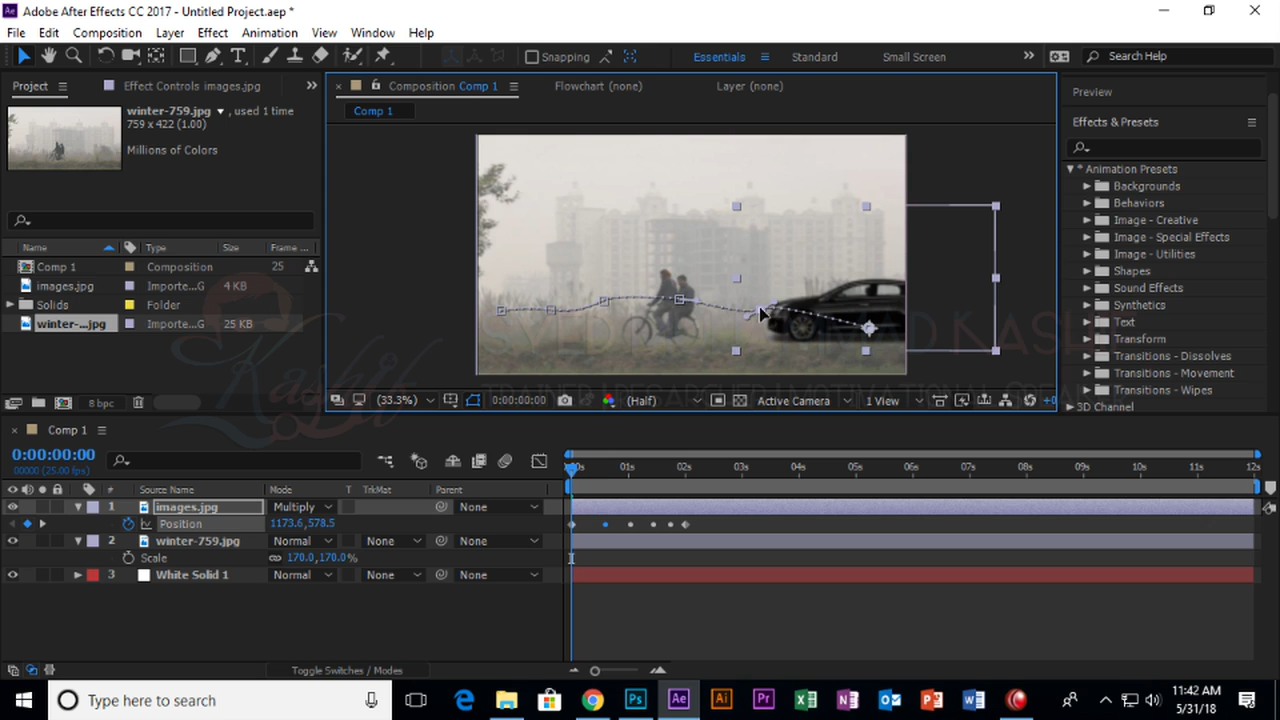 Adobe After Effects CC 2017 - Untitled Project.aep *
File Edit Composition Layer Effect Animation View Window Help
Snapping Essentials Standard Small Screen Search Help
Project Effect Controls images.jpg Composition Comp 1 Flowchart (none) Layer (none) Preview
winter-759.jpg , used 1 time
759 x 422 (1.00)
Millions of Colors
Comp 1
Effects & Presets
* Animation Presets
Backgrounds
Behaviors
Image - Creative
Image - Special Effects
Image - Utilities
Shapes
Sound Effects
Synthetics
Text
Transform
Transitions - Dissolves
Transitions - Movement
Transitions - Wipes
3D Channel
Name Type Size Frame ...
Comp 1 Composition 25
images.jpg Importe...G 4 KB
Solids Folder
winter-...jpg Importe...G 25 KB
Kashif
8 bpc (33.3%) 0:00:00:00 (Half) Active Camera 1 View +0
Comp 1
0:00:00:00
00000 (25.00 fps)
01s 02s 03s 04s 05s 06s 07s 08s 09s 10s 11s 12s
# Source Name Mode T TrkMat Parent
1 images.jpg Multiply None
Position 1173.6,578.5
2 winter-759.jpg Normal None None
Scale 170.0,170.0%
3 White Solid 1 Normal None None
Toggle Switches / Modes
Type here to search
11:42 AM
5/31/18